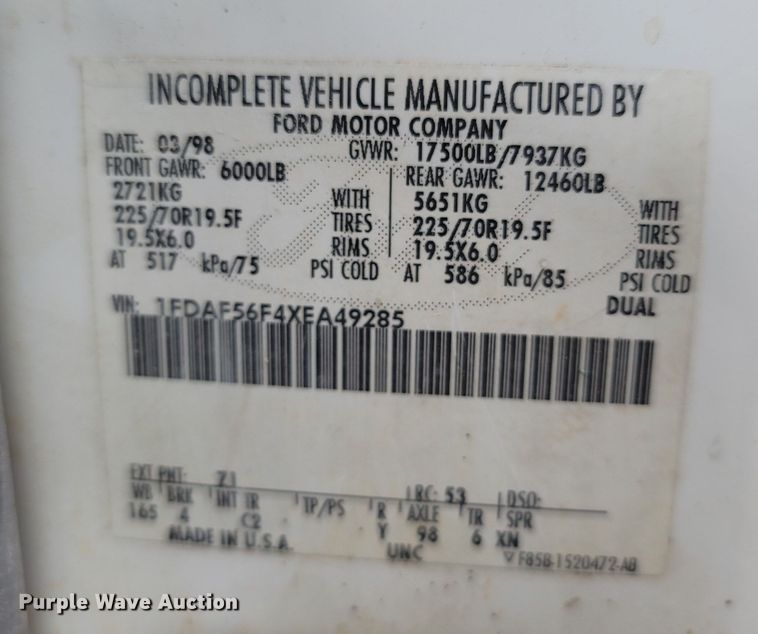 INCOMPLETE VEHICLE MANUFACTURED BY
FORD MOTOR COMPANY
DATE: 03/98 GVWR: 17500LB/7937KG
FRONT GAWR: 6000LB REAR GAWR: 12460LB
2721KG WITH 5651KG WITH
225/70R19.5F TIRES 225/70R19.5F TIRES
19.5X6.0 RIMS 19.5X6.0 RIMS
AT 517 kPa/75 PSI COLD AT 586 kPa/85 PSI COLD
DUAL
VIN: 1FDAF56F4XEA49285
EXT PNT: Z1 RC: 53 DSO:
WB BRK INT TR TP/PS R AXLE TR SPR
165 4 C2 Y 98 6 XN
MADE IN U.S.A. UNC F85B-1520472-AB
Purple Wave Auction